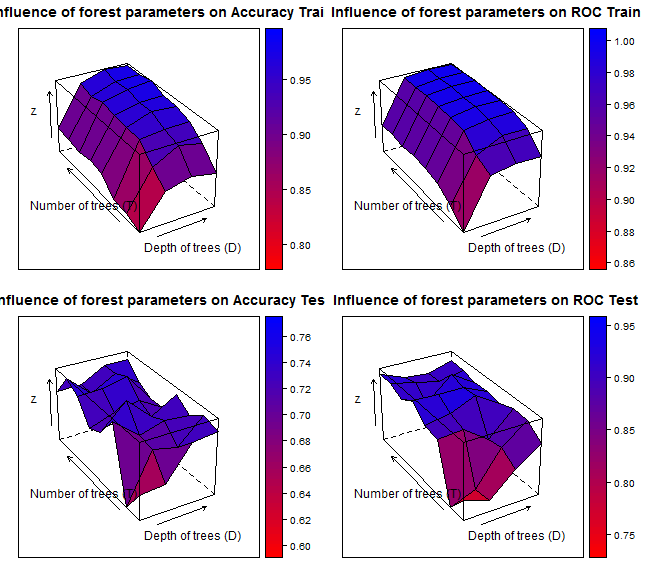 nfluence of forest parameters on Accuracy Trai
Influence of forest parameters on ROC Train
Z
Number of trees (T)
Depth of trees (D)
0.95
0.90
0.85
0.80
Z
Number of trees (T)
Depth of trees (D)
1.00
0.98
0.96
0.94
0.92
0.90
0.88
0.86
nfluence of forest parameters on Accuracy Tes
Influence of forest parameters on ROC Test
Z
Number of trees (T)
Depth of trees (D)
0.76
0.74
0.72
0.70
0.68
0.66
0.64
0.62
0.60
Z
Number of trees (T)
Depth of trees (D)
0.95
0.90
0.85
0.80
0.75